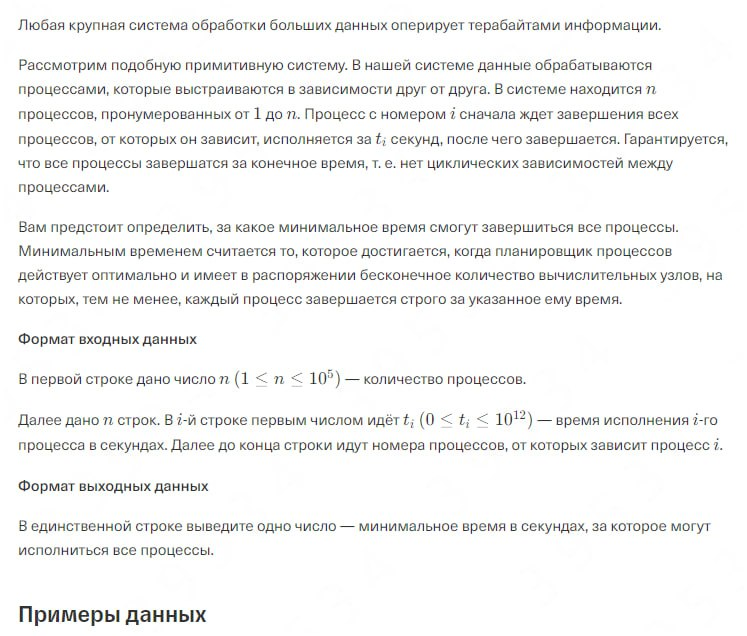 Любая крупная система обработки больших данных оперирует терабайтами информации.
Рассмотрим подобную примитивную систему. В нашей системе данные обрабатываются
процессами, которые выстраиваются в зависимости друг от друга. В системе находится n
процессов, пронумерованных от 1 до n. Процесс с номером i сначала ждет завершения всех
процессов, от которых он зависит, исполняется за tᵢ секунд, после чего завершается. Гарантируется,
что все процессы завершатся за конечное время, т. е. нет циклических зависимостей между
процессами.
Вам предстоит определить, за какое минимальное время смогут завершиться все процессы.
Минимальным временем считается то, которое достигается, когда планировщик процессов
действует оптимально и имеет в распоряжении бесконечное количество вычислительных узлов, на
которых, тем не менее, каждый процесс завершается строго за указанное ему время.
Формат входных данных
В первой строке дано число n (1 ≤ n ≤ 10⁵) — количество процессов.
Далее дано n строк. В i-й строке первым числом идёт tᵢ (0 ≤ tᵢ ≤ 10¹²) — время исполнения i-го
процесса в секундах. Далее до конца строки идут номера процессов, от которых зависит процесс i.
Формат выходных данных
В единственной строке выведите одно число — минимальное время в секундах, за которое могут
исполниться все процессы.
Примеры данных